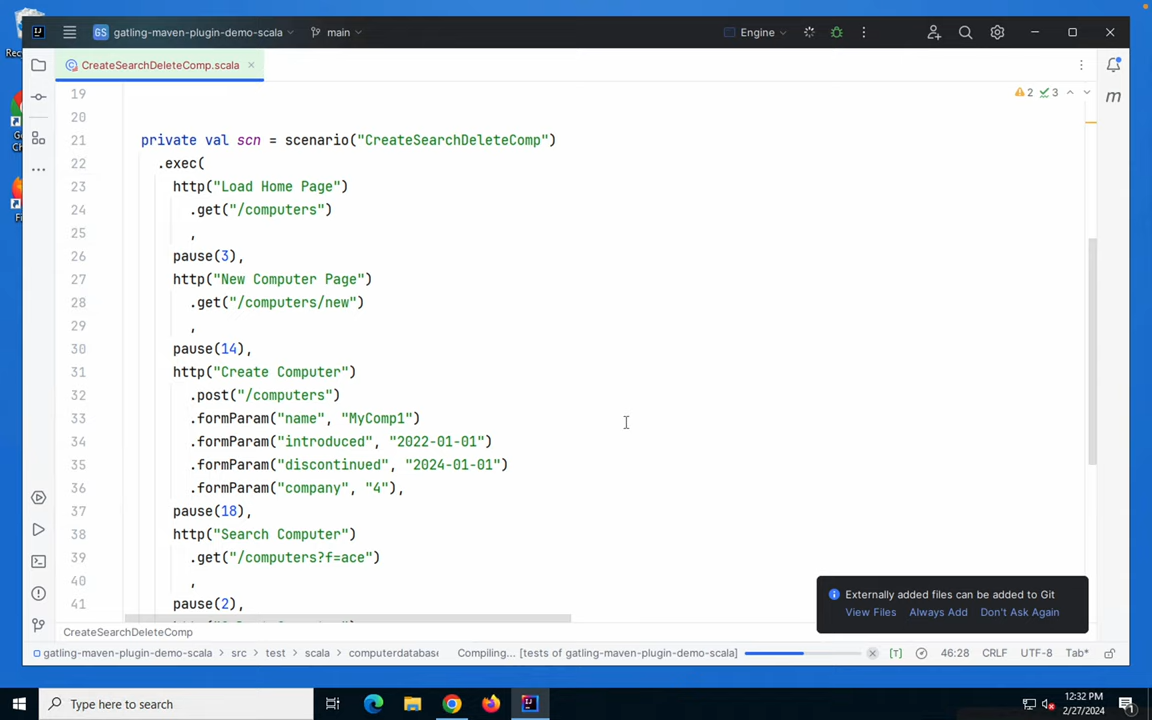 GS gatling-maven-plugin-demo-scala main Engine
CreateSearchDeleteComp.scala
19
20
21 private val scn = scenario("CreateSearchDeleteComp")
22 .exec(
23 http("Load Home Page")
24 .get("/computers")
25 ,
26 pause(3),
27 http("New Computer Page")
28 .get("/computers/new")
29 ,
30 pause(14),
31 http("Create Computer")
32 .post("/computers")
33 .formParam("name", "MyComp1")
34 .formParam("introduced", "2022-01-01")
35 .formParam("discontinued", "2024-01-01")
36 .formParam("company", "4"),
37 pause(18),
38 http("Search Computer")
39 .get("/computers?f=ace")
40 ,
41 pause(2),
2 3
m
Externally added files can be added to Git
View Files Always Add Don't Ask Again
CreateSearchDeleteComp
gatling-maven-plugin-demo-scala > src > test > scala > computerdatabase Compiling... [tests of gatling-maven-plugin-demo-scala] [T] 46:28 CRLF UTF-8 Tab*
Type here to search
12:32 PM
2/27/2024
1